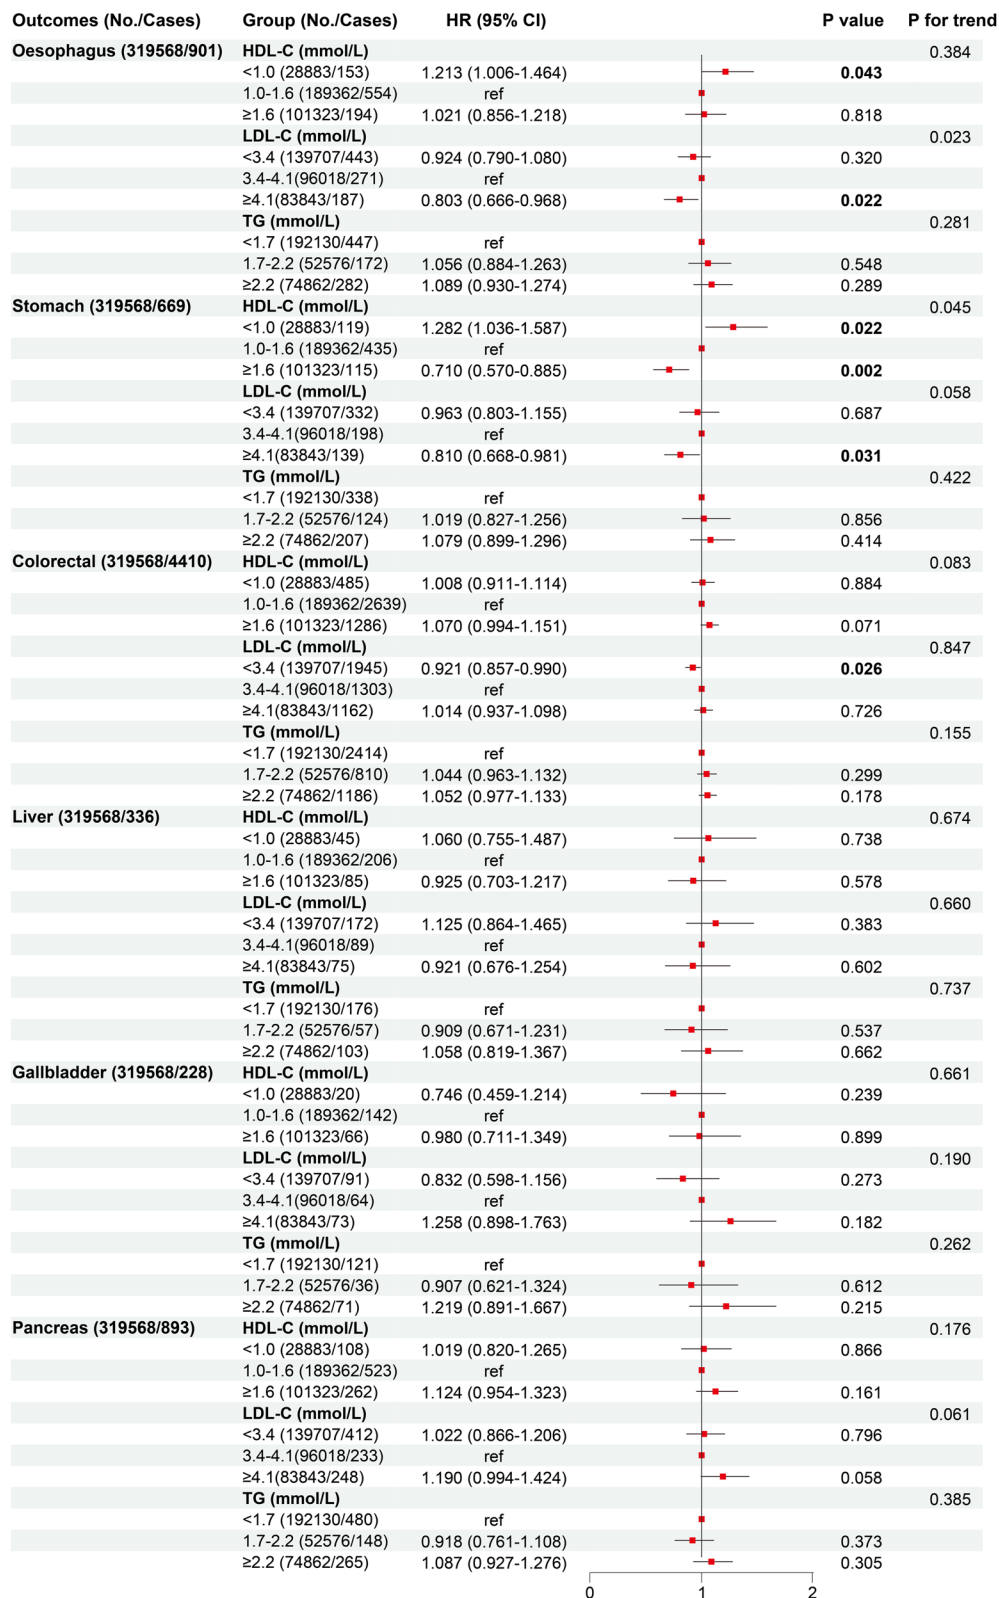 Outcomes (No./Cases) Group (No./Cases) HR (95% CI) P value P for trend
Oesophagus (319568/901) HDL-C (mmol/L) 0.384
<1.0 (28883/153) 1.213 (1.006-1.464) 0.043
1.0-1.6 (189362/554) ref
≥1.6 (101323/194) 1.021 (0.856-1.218) 0.818
LDL-C (mmol/L) 0.023
<3.4 (139707/443) 0.924 (0.790-1.080) 0.320
3.4-4.1(96018/271) ref
≥4.1(83843/187) 0.803 (0.666-0.968) 0.022
TG (mmol/L) 0.281
<1.7 (192130/447) ref
1.7-2.2 (52576/172) 1.056 (0.884-1.263) 0.548
≥2.2 (74862/282) 1.089 (0.930-1.274) 0.289
Stomach (319568/669) HDL-C (mmol/L) 0.045
<1.0 (28883/119) 1.282 (1.036-1.587) 0.022
1.0-1.6 (189362/435) ref
≥1.6 (101323/115) 0.710 (0.570-0.885) 0.002
LDL-C (mmol/L) 0.058
<3.4 (139707/332) 0.963 (0.803-1.155) 0.687
3.4-4.1(96018/198) ref
≥4.1(83843/139) 0.810 (0.668-0.981) 0.031
TG (mmol/L) 0.422
<1.7 (192130/338) ref
1.7-2.2 (52576/124) 1.019 (0.827-1.256) 0.856
≥2.2 (74862/207) 1.079 (0.899-1.296) 0.414
Colorectal (319568/4410) HDL-C (mmol/L) 0.083
<1.0 (28883/485) 1.008 (0.911-1.114) 0.884
1.0-1.6 (189362/2639) ref
≥1.6 (101323/1286) 1.070 (0.994-1.151) 0.071
LDL-C (mmol/L) 0.847
<3.4 (139707/1945) 0.921 (0.857-0.990) 0.026
3.4-4.1(96018/1303) ref
≥4.1(83843/1162) 1.014 (0.937-1.098) 0.726
TG (mmol/L) 0.155
<1.7 (192130/2414) ref
1.7-2.2 (52576/810) 1.044 (0.963-1.132) 0.299
≥2.2 (74862/1186) 1.052 (0.977-1.133) 0.178
Liver (319568/336) HDL-C (mmol/L) 0.674
<1.0 (28883/45) 1.060 (0.755-1.487) 0.738
1.0-1.6 (189362/206) ref
≥1.6 (101323/85) 0.925 (0.703-1.217) 0.578
LDL-C (mmol/L) 0.660
<3.4 (139707/172) 1.125 (0.864-1.465) 0.383
3.4-4.1(96018/89) ref
≥4.1(83843/75) 0.921 (0.676-1.254) 0.602
TG (mmol/L) 0.737
<1.7 (192130/176) ref
1.7-2.2 (52576/57) 0.909 (0.671-1.231) 0.537
≥2.2 (74862/103) 1.058 (0.819-1.367) 0.662
Gallbladder (319568/228) HDL-C (mmol/L) 0.661
<1.0 (28883/20) 0.746 (0.459-1.214) 0.239
1.0-1.6 (189362/142) ref
≥1.6 (101323/66) 0.980 (0.711-1.349) 0.899
LDL-C (mmol/L) 0.190
<3.4 (139707/91) 0.832 (0.598-1.156) 0.273
3.4-4.1(96018/64) ref
≥4.1(83843/73) 1.258 (0.898-1.763) 0.182
TG (mmol/L) 0.262
<1.7 (192130/121) ref
1.7-2.2 (52576/36) 0.907 (0.621-1.324) 0.612
≥2.2 (74862/71) 1.219 (0.891-1.667) 0.215
Pancreas (319568/893) HDL-C (mmol/L) 0.176
<1.0 (28883/108) 1.019 (0.820-1.265) 0.866
1.0-1.6 (189362/523) ref
≥1.6 (101323/262) 1.124 (0.954-1.323) 0.161
LDL-C (mmol/L) 0.061
<3.4 (139707/412) 1.022 (0.866-1.206) 0.796
3.4-4.1(96018/233) ref
≥4.1(83843/248) 1.190 (0.994-1.424) 0.058
TG (mmol/L) 0.385
<1.7 (192130/480) ref
1.7-2.2 (52576/148) 0.918 (0.761-1.108) 0.373
≥2.2 (74862/265) 1.087 (0.927-1.276) 0.305
0 1 2